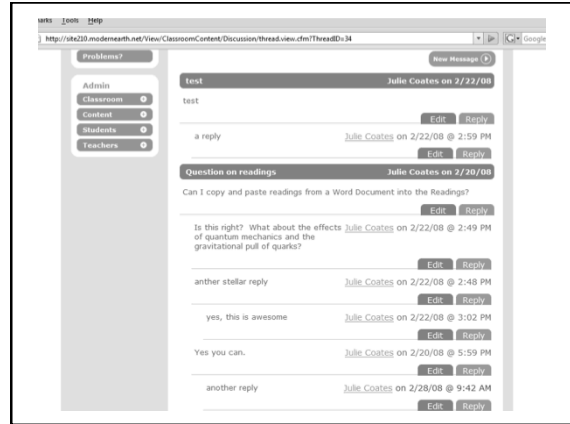 Tools Help
http://site210.modernearth.net/View/ClassroomContent/Discussion/thread.view.cfm?ThreadID=34
Google
Problems?
New Message
Admin
Classroom
Content
Students
Teachers
test Julie Coates on 2/22/08
test
Edit Reply
a reply Julie Coates on 2/22/08 @ 2:59 PM
Edit Reply
Question on readings Julie Coates on 2/20/08
Can I copy and paste readings from a Word Document into the Readings?
Edit Reply
Is this right? What about the effects Julie Coates on 2/22/08 @ 2:49 PM
of quantum mechanics and the
gravitational pull of quarks?
Edit Reply
anther stellar reply Julie Coates on 2/22/08 @ 2:48 PM
Edit Reply
yes, this is awesome Julie Coates on 2/22/08 @ 3:02 PM
Edit Reply
Yes you can. Julie Coates on 2/20/08 @ 5:59 PM
Edit Reply
another reply Julie Coates on 2/28/08 @ 9:42 AM
Edit Reply